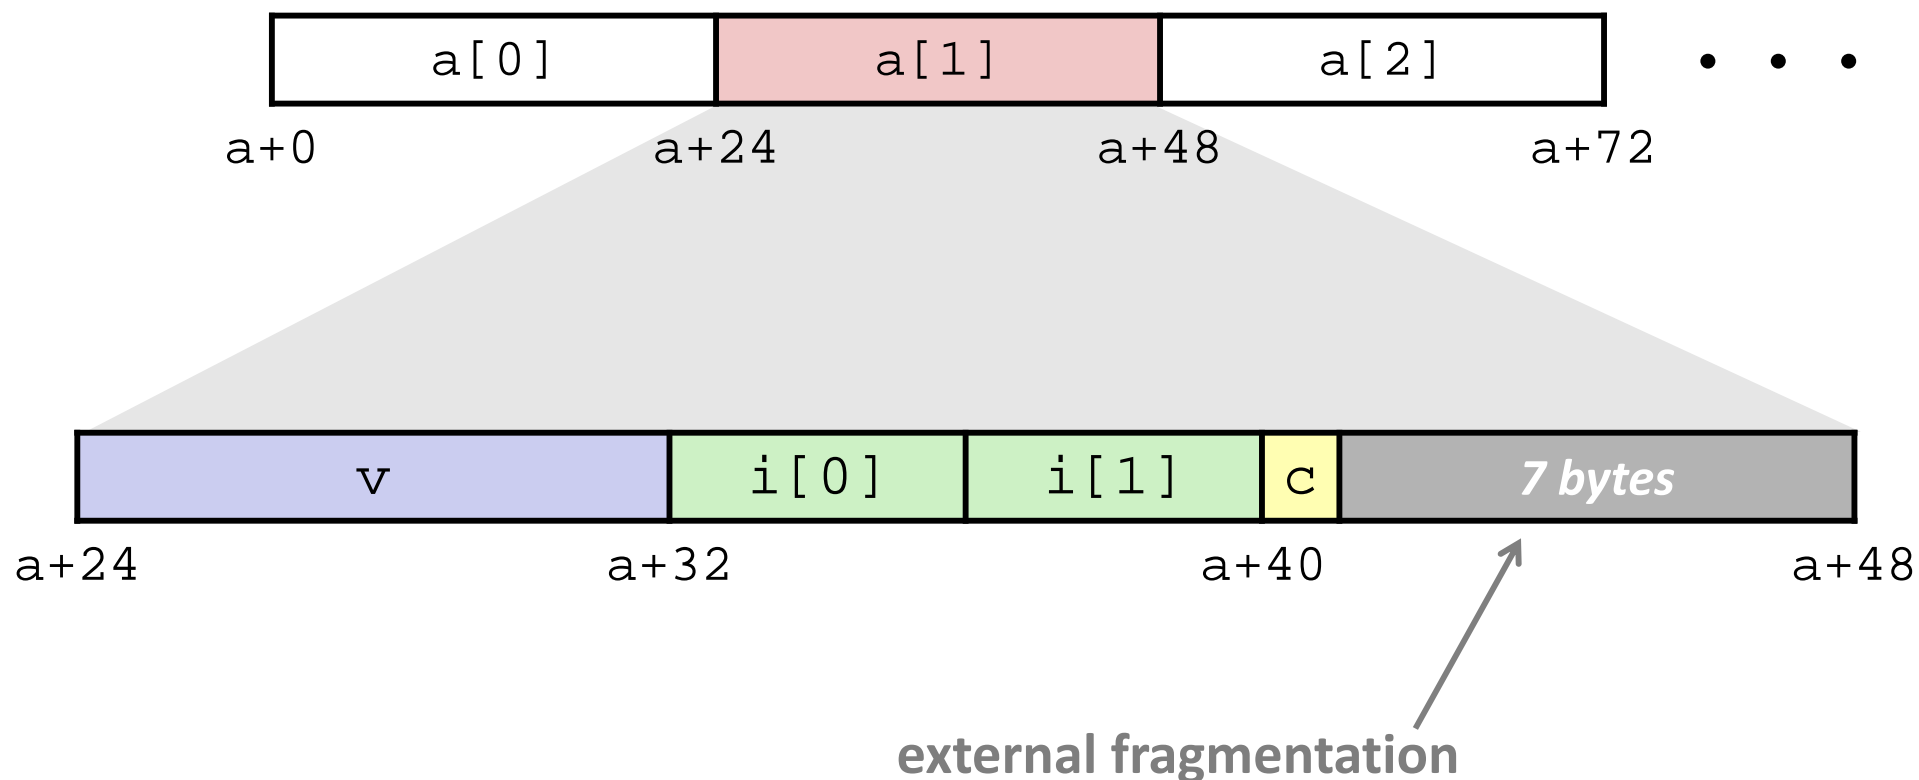 a[0] a[1] a[2] • • •
a+0 a+24 a+48 a+72
v i[0] i[1] c 7 bytes
a+24 a+32 a+40 a+48
external fragmentation